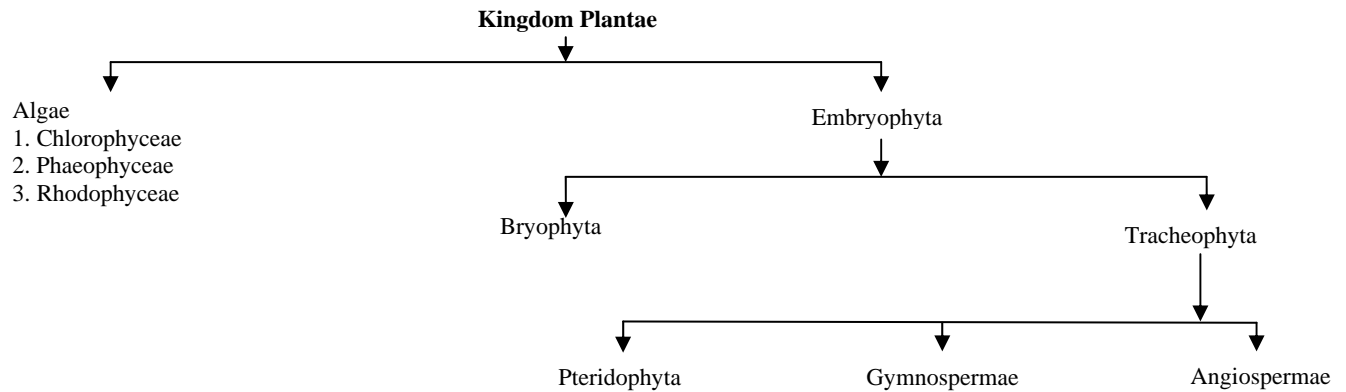 Kingdom Plantae
Algae
1. Chlorophyceae
2. Phaeophyceae
3. Rhodophyceae
Embryophyta
Bryophyta
Tracheophyta
Pteridophyta
Gymnospermae
Angiospermae